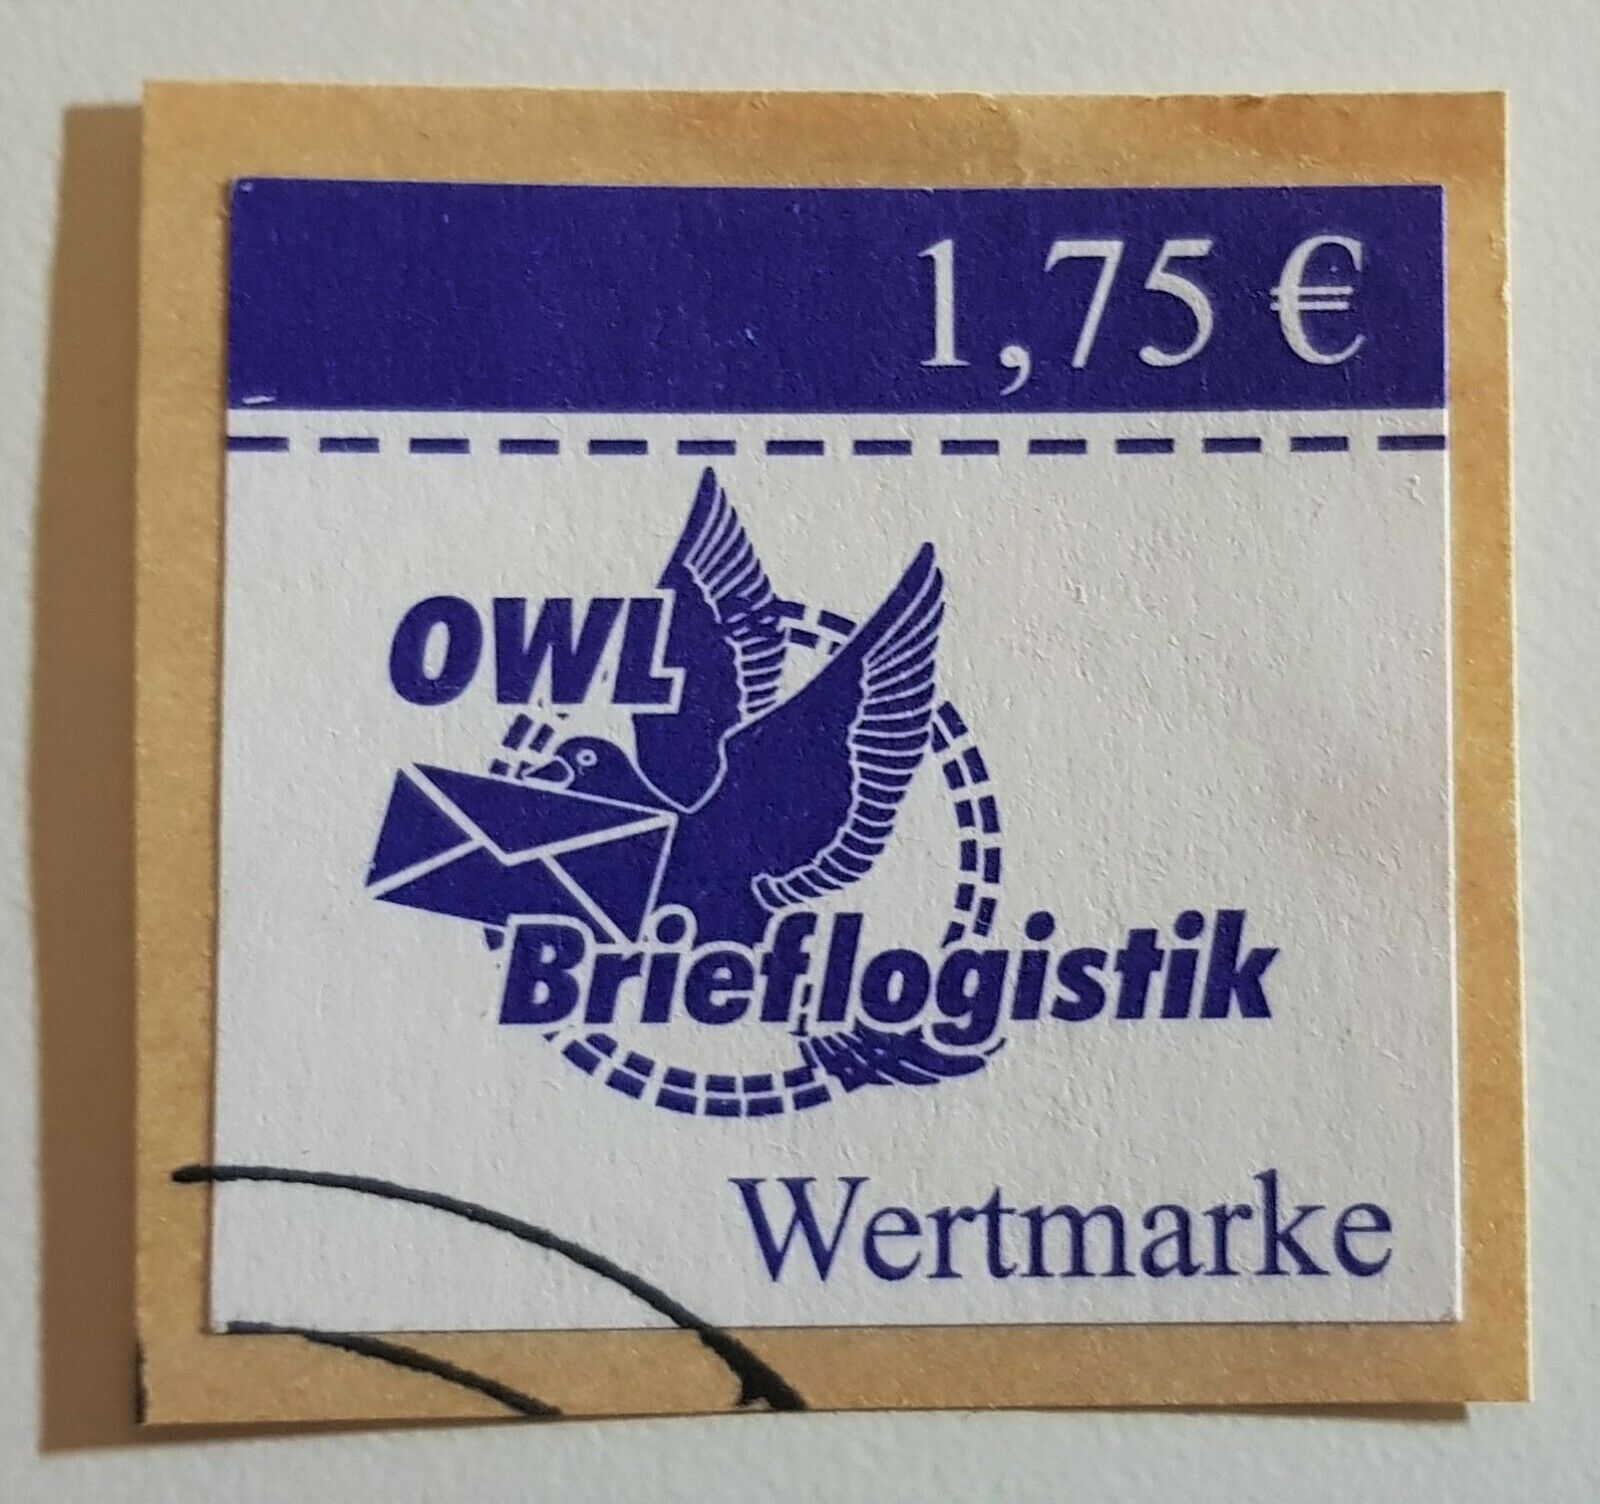 1,75 €
OWL
Brieflogistik
Wertmarke